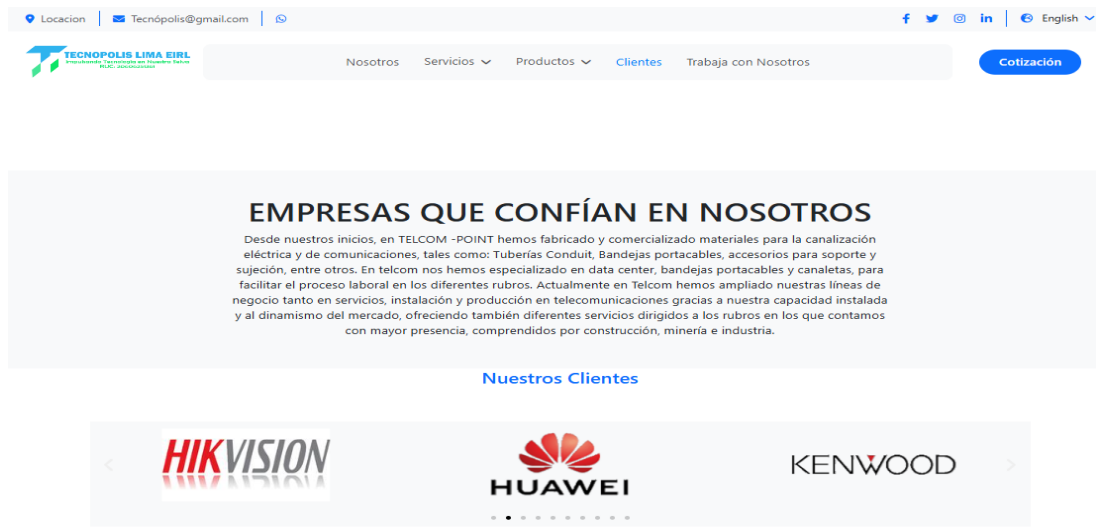 Locacion
Tecnópolis@gmail.com
English
TECNOPOLIS LIMA EIRL
Nosotros
Servicios
Productos
Clientes
Trabaja con Nosotros
Cotización
EMPRESAS QUE CONFÍAN EN NOSOTROS
Desde nuestros inicios, en TELCOM -POINT hemos fabricado y comercializado materiales para la canalización
eléctrica y de comunicaciones, tales como: Tuberías Conduit, Bandejas portacables, accesorios para soporte y
sujeción, entre otros. En telcom nos hemos especializado en data center, bandejas portacables y canaletas, para
facilitar el proceso laboral en los diferentes rubros. Actualmente en Telcom hemos ampliado nuestras líneas de
negocio tanto en servicios, instalación y producción en telecomunicaciones gracias a nuestra capacidad instalada
y al dinamismo del mercado, ofreciendo también diferentes servicios dirigidos a los rubros en los que contamos
con mayor presencia, comprendidos por construcción, minería e industria.
Nuestros Clientes
HIKVISION
HUAWEI
KENWOOD